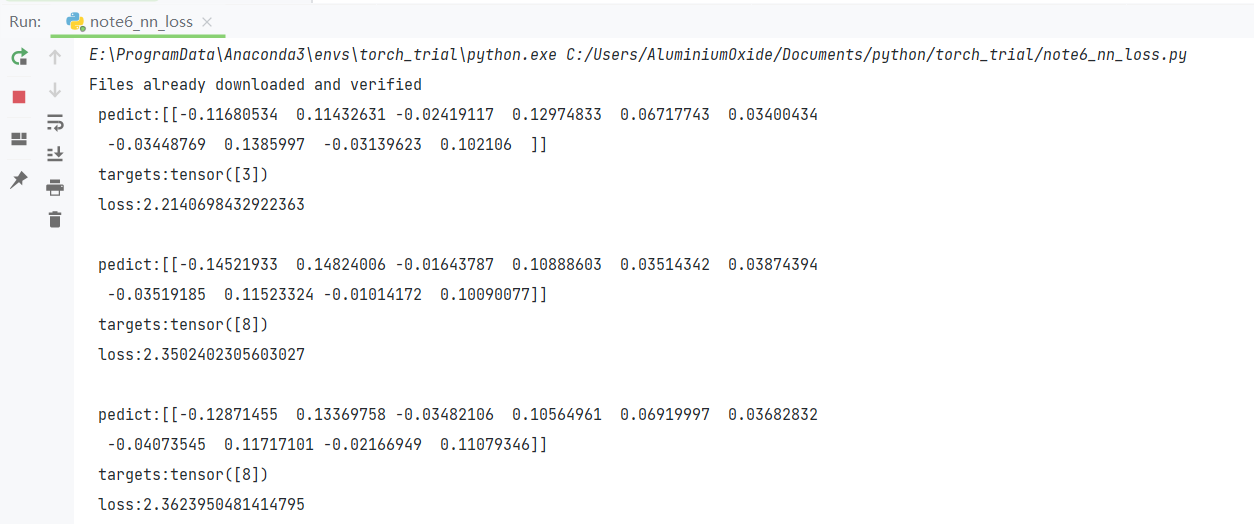 Run: note6_nn_loss ×
E:\ProgramData\Anaconda3\envs\torch_trial\python.exe C:/Users/AluminiumOxide/Documents/python/torch_trial/note6_nn_loss.py
Files already downloaded and verified
pedict:[[-0.11680534  0.11432631 -0.02419117  0.12974833  0.06717743  0.03400434
-0.03448769  0.1385997  -0.03139623  0.102106  ]]
targets:tensor([3])
loss:2.2140698432922363
pedict:[[-0.14521933  0.14824006 -0.01643787  0.10888603  0.03514342  0.03874394
-0.03519185  0.11523324 -0.01014172  0.10090077]]
targets:tensor([8])
loss:2.3502402305603027
pedict:[[-0.12871455  0.13369758 -0.03482106  0.10564961  0.06919997  0.03682832
-0.04073545  0.11717101 -0.02166949  0.11079346]]
targets:tensor([8])
loss:2.3623950481414795